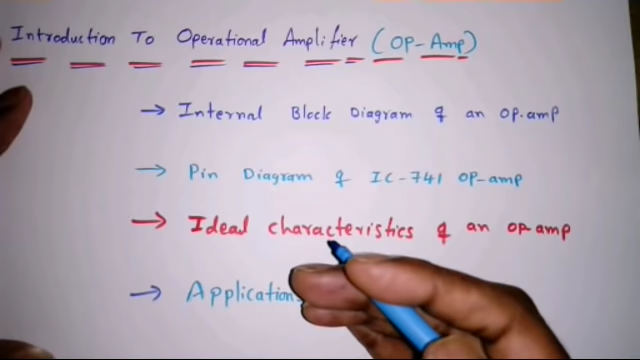 Introduction To Operational Amplifier (OP-Amp)
→ Internal Block Diagram of an OP.amp
→ Pin Diagram of IC-741 OP-amp
→ Ideal characteristics of an OP-amp
→ Application